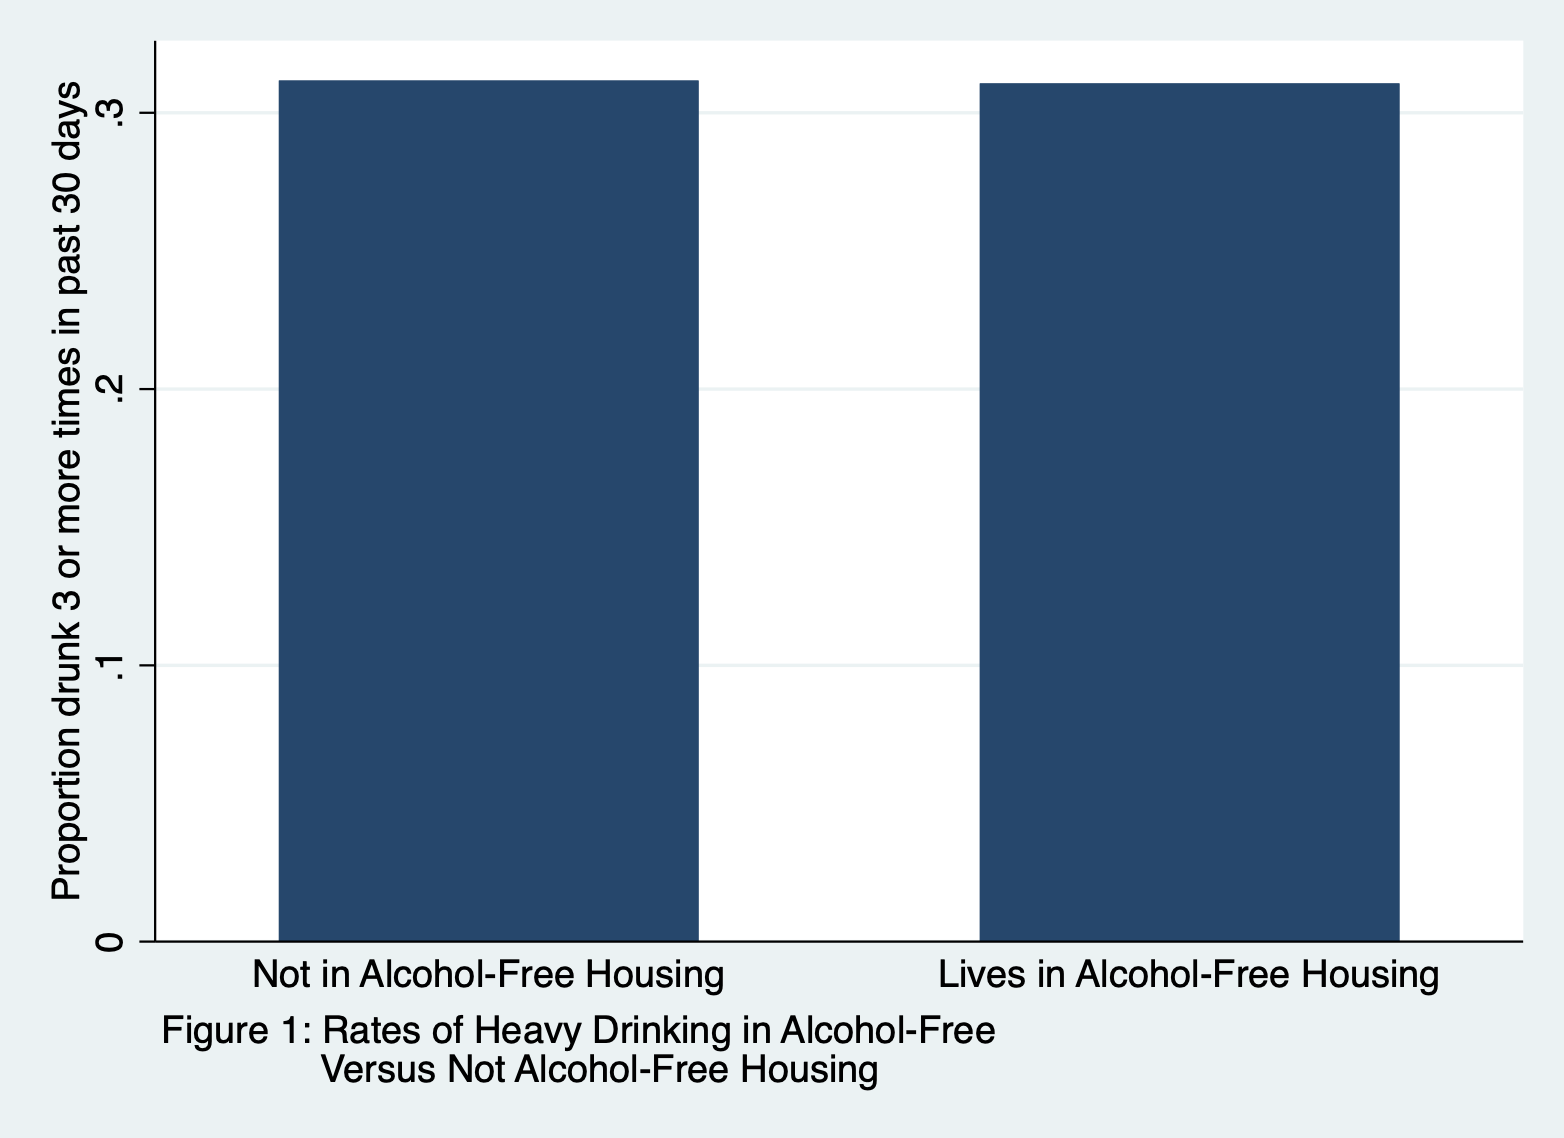 Proportion drunk 3 or more times in past 30 days
.3
.2
.1
0
Not in Alcohol-Free Housing
Lives in Alcohol-Free Housing
Figure 1: Rates of Heavy Drinking in Alcohol-Free
Versus Not Alcohol-Free Housing